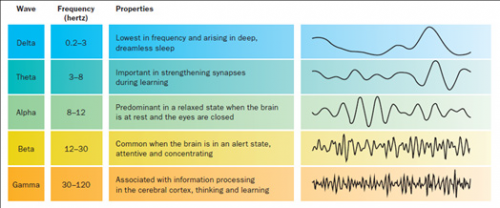 Wave Frequency (hertz) Properties
Delta 0.2–3 Lowest in frequency and arising in deep,
dreamless sleep
Theta 3–8 Important in strengthening synapses
during learning
Alpha 8–12 Predominant in a relaxed state when the brain
is at rest and the eyes are closed
Beta 12–30 Common when the brain is in an alert state,
attentive and concentrating
Gamma 30–120 Associated with information processing
in the cerebral cortex, thinking and learning